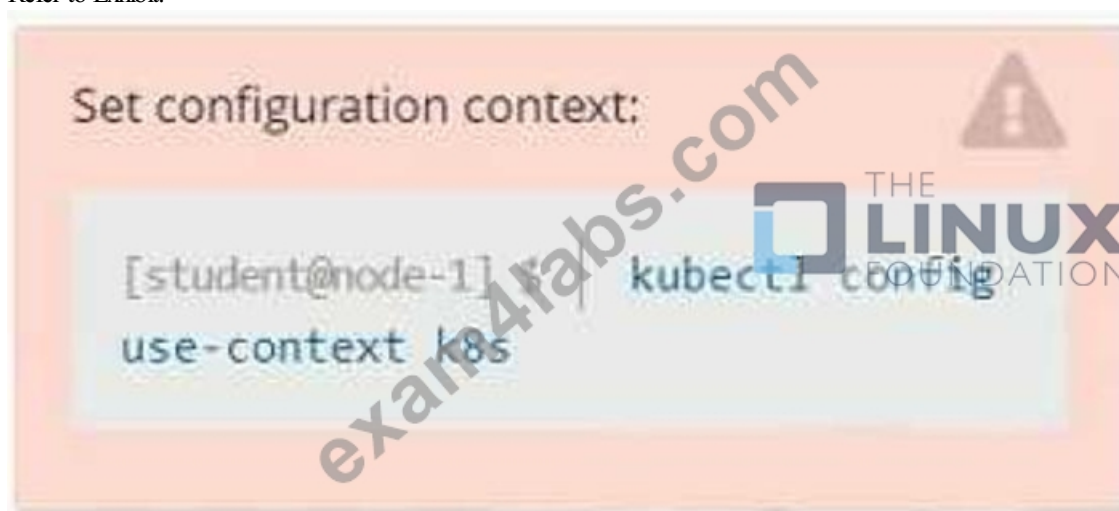 Refer to Exhibit.
Set configuration context:
THE
LINUX
FOUNDATION
[student@node-1] $ | kubectl config
use-context k8s
exam4labs.com